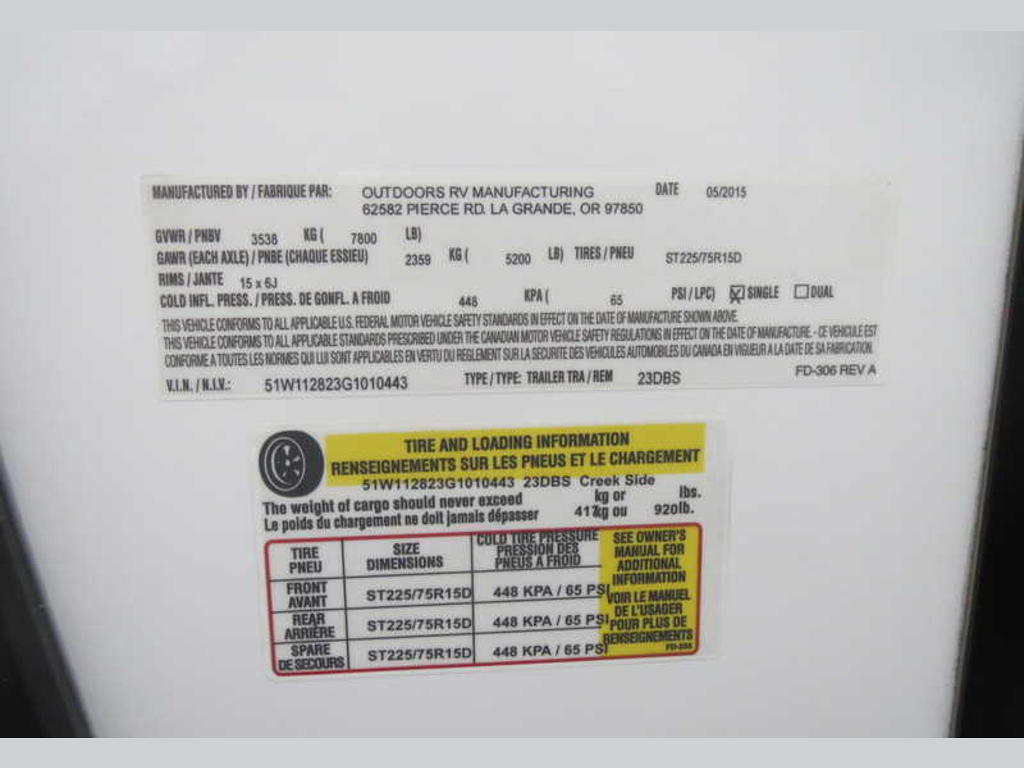 MANUFACTURED BY / FABRIQUE PAR: OUTDOORS RV MANUFACTURING DATE 05/2015
62582 PIERCE RD. LA GRANDE, OR 97850
GVWR / PNBV 3538 KG ( 7800 LB)
GAWR (EACH AXLE) / PNBE (CHAQUE ESSIEU) 2359 KG ( 5200 LB) TIRES / PNEU ST225/75R15D
RIMS / JANTE 15 x 6J
COLD INFL. PRESS. / PRESS. DE GONFL. A FROID 448 KPA ( 65 PSI / LPC) SINGLE DUAL
THIS VEHICLE CONFORMS TO ALL APPLICABLE U.S. FEDERAL MOTOR VEHICLE SAFETY STANDARDS IN EFFECT ON THE DATE OF MANUFACTURE SHOWN ABOVE.
THIS VEHICLE CONFORMS TO ALL APPLICABLE STANDARDS PRESCRIBED UNDER THE CANADIAN MOTOR VEHICLE SAFETY REGULATIONS IN EFFECT ON THE DATE OF MANUFACTURE. - CE VEHICULE EST
CONFORME A TOUTES LES NORMES QUI LUI SONT APPLICABLES EN VERTU DU REGLEMENT SUR LA SECURITE DES VEHICULES AUTOMOBILES DU CANADA EN VIGUEUR A LA DATE DE SA FABRICATION.
V.I.N. / N.I.V.: 51W112823G1010443 TYPE / TYPE: TRAILER TRA / REM 23DBS FD-306 REV A
TIRE AND LOADING INFORMATION
RENSEIGNEMENTS SUR LES PNEUS ET LE CHARGEMENT
51W112823G1010443 23DBS Creek Side
The weight of cargo should never exceed kg or lbs.
Le poids du chargement ne doit jamais dépasser 417kg ou 920lb.
TIRE
PNEU
SIZE
DIMENSIONS
COLD TIRE PRESSURE
PRESSION DES
PNEUS A FROID
SEE OWNER'S
MANUAL FOR
ADDITIONAL
INFORMATION
VOIR LE MANUEL
DE L'USAGER
POUR PLUS DE
RENSEIGNEMENTS
FRONT
AVANT
ST225/75R15D 448 KPA / 65 PSI
REAR
ARRIÈRE
ST225/75R15D 448 KPA / 65 PSI
SPARE
DE SECOURS
ST225/75R15D 448 KPA / 65 PSI